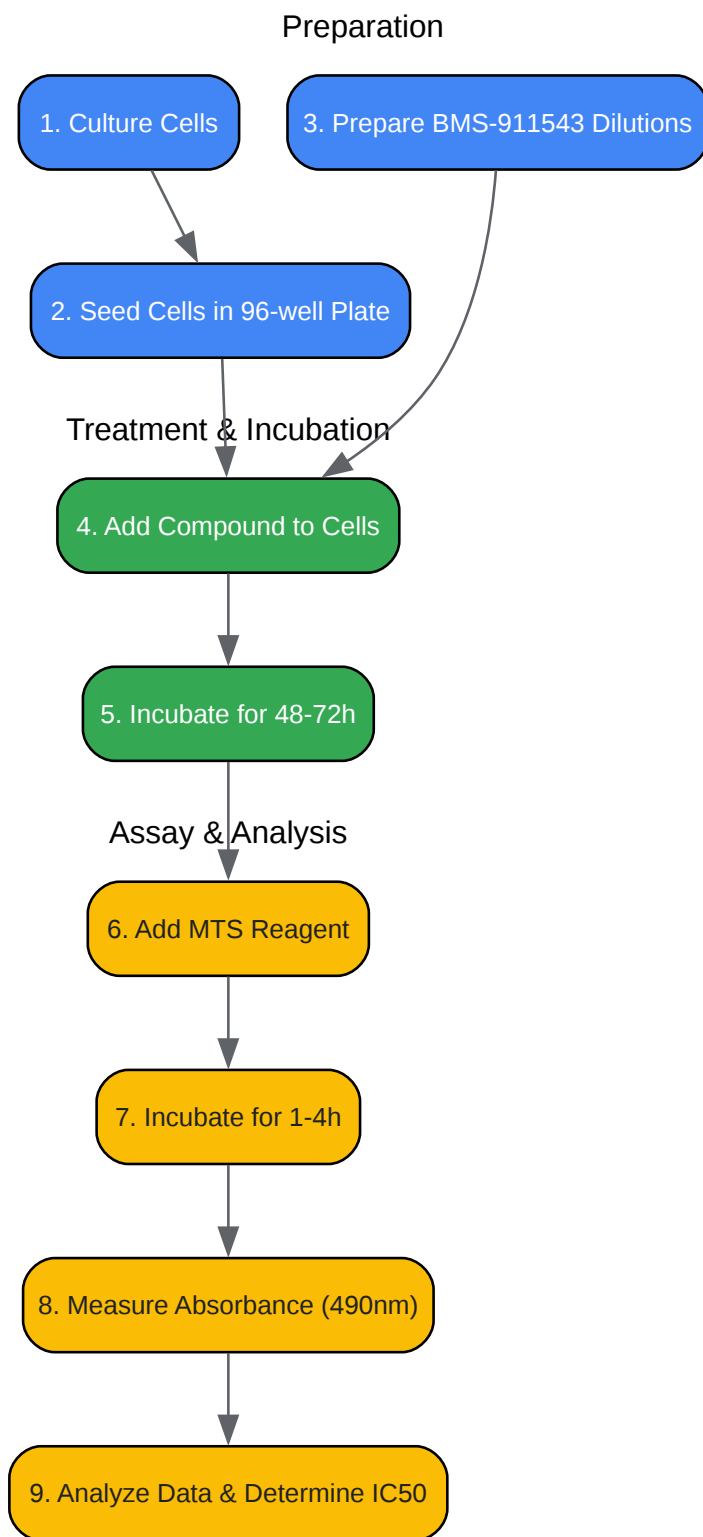 Preparation
1. Culture Cells
3. Prepare BMS-911543 Dilutions
2. Seed Cells in 96-well Plate
Treatment & Incubation
4. Add Compound to Cells
5. Incubate for 48-72h
Assay & Analysis
6. Add MTS Reagent
7. Incubate for 1-4h
8. Measure Absorbance (490nm)
9. Analyze Data & Determine IC50